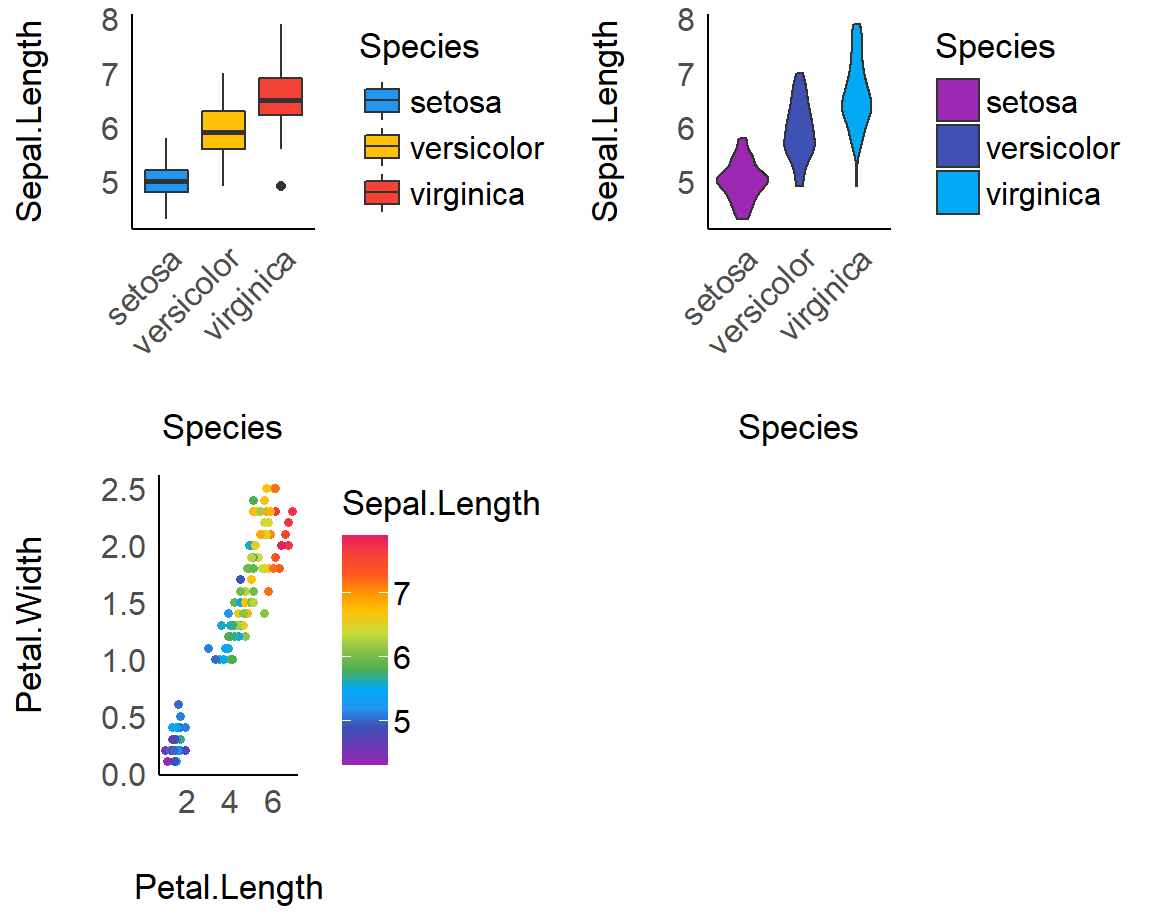 Sepal.Length
8
7
6
5
setosa
versicolor
virginica
Species
Species
setosa
versicolor
virginica
Sepal.Length
8
7
6
5
setosa
versicolor
virginica
Species
Species
setosa
versicolor
virginica
Petal.Width
2.5
2.0
1.5
1.0
0.5
0.0
2 4 6
Petal.Length
Sepal.Length
7
6
5